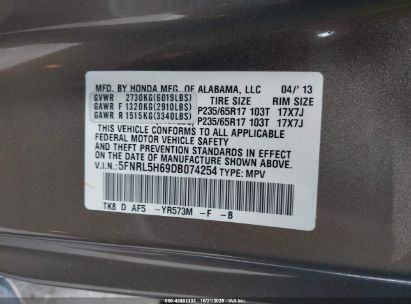 MFD. BY HONDA MFG. OF ALABAMA, LLC 04/'13
GVWR 2730KG(6019LBS) TIRE SIZE RIM SIZE
GAWR F 1320KG(2910LBS) P235/65R17 103T 17X7J
GAWR R 1515KG(3340LBS) P235/65R17 103T 17X7J
THIS VEHICLE CONFORMS TO ALL APPLICABLE
FEDERAL MOTOR VEHICLE SAFETY AND THEFT PREVENTION
STANDARDS IN EFFECT ON THE DATE OF MANUFACTURE
SHOWN ABOVE.
V.I.N.: 5FNRL5H69DB074254 TYPE: MPV
TK8 D AF5 -YR573M -F -B
10/21/2025